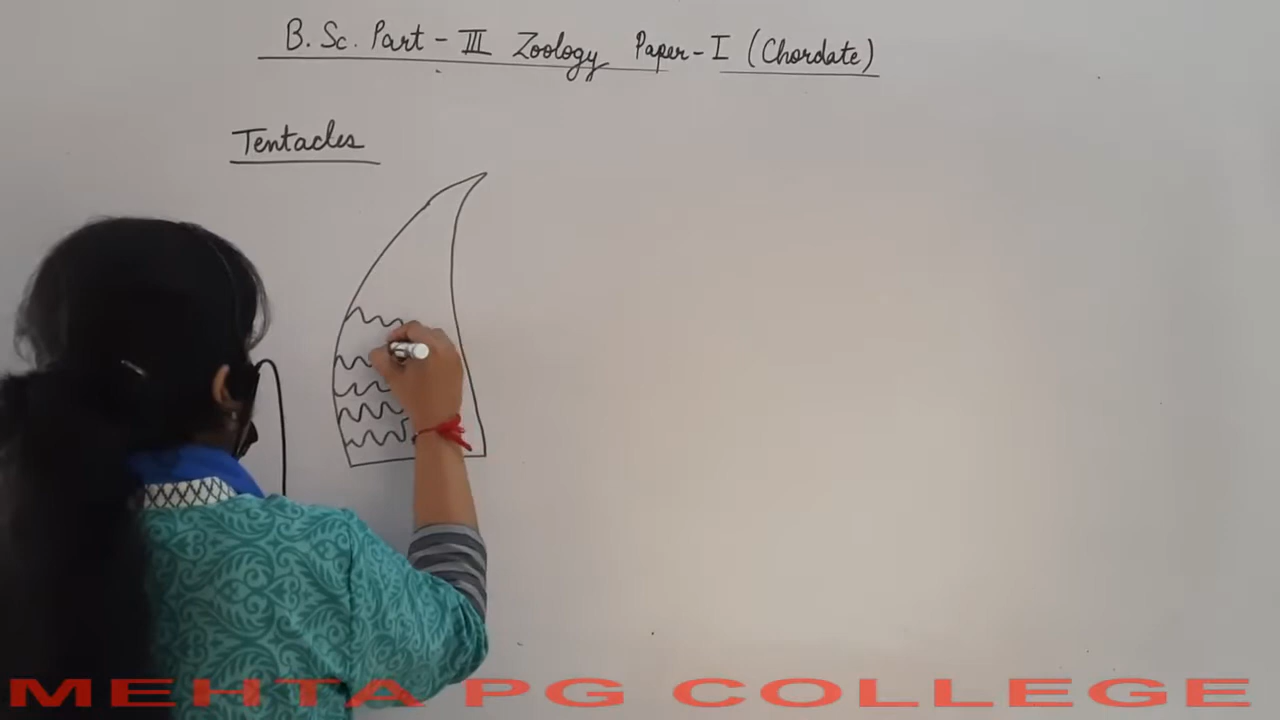 B. Sc. Part - III Zoology Paper - I (Chordate)
Tentacles
MEHTA PG COLLEGE